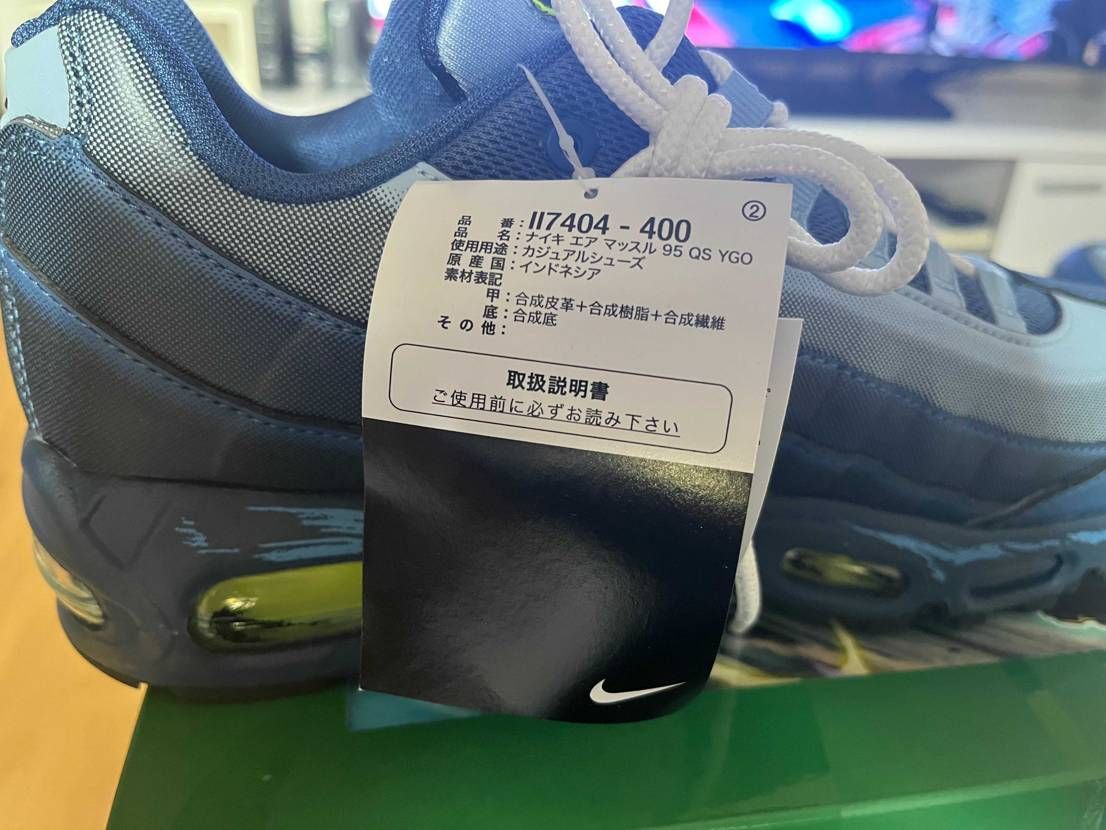 ②
品 番：II7404 - 400
品 名：ナイキ エア マッスル 95 QS YGO
使用用途：カジュアルシューズ
原 産 国：インドネシア
素材表記
甲：合成皮革＋合成樹脂＋合成繊維
底：合成底
そ の 他：
取扱説明書
ご使用前に必ずお読み下さい